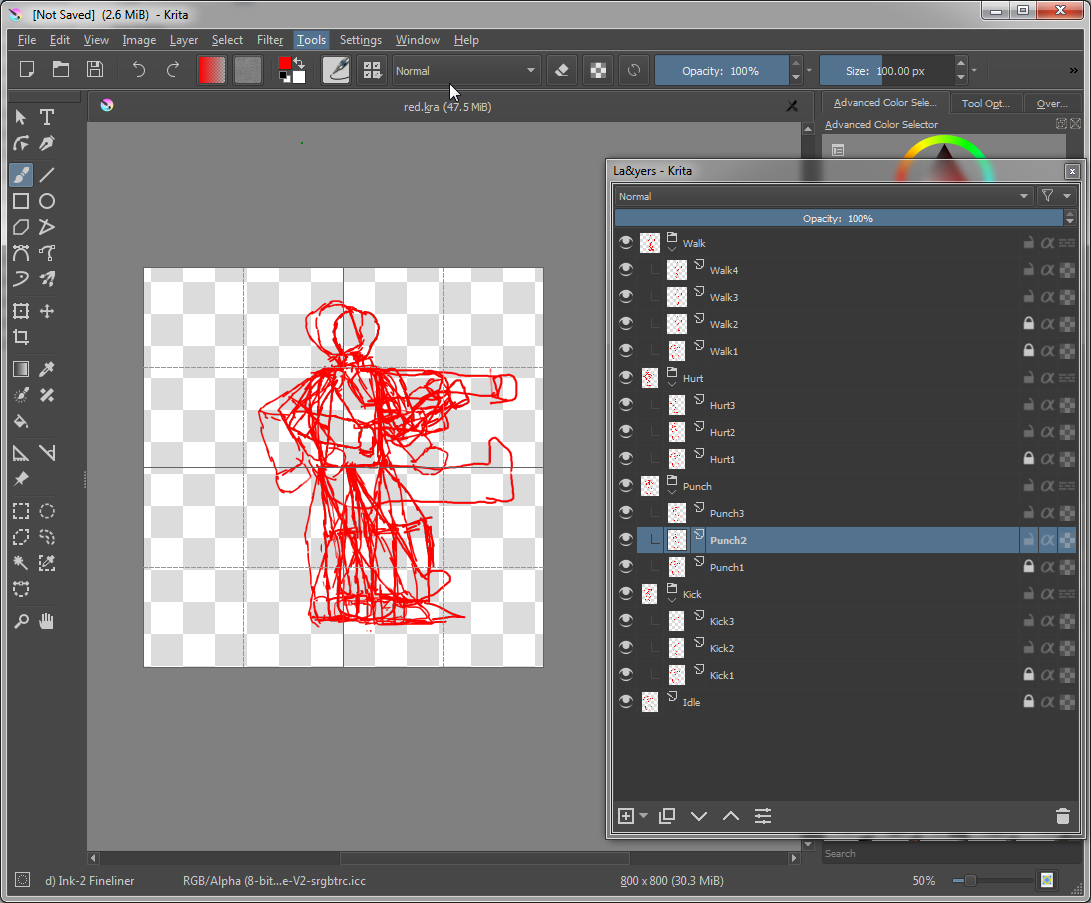 [Not Saved]  (2.6 MiB)  - Krita
File Edit View Image Layer Select Filter Tools Settings Window Help
Normal Opacity: 100% Size: 100.00 px »
red.kra (47.5 MiB)
Advanced Color Sele... Tool Opt... Over...
Advanced Color Selector
La&yers - Krita
Normal
Opacity: 100%
Walk
Walk4
Walk3
Walk2
Walk1
Hurt
Hurt3
Hurt2
Hurt1
Punch
Punch3
Punch2
Punch1
Kick
Kick3
Kick2
Kick1
Idle
Search
d) Ink-2 Fineliner RGB/Alpha (8-bit...e-V2-srgbtrc.icc 800 x 800 (30.3 MiB) 50%